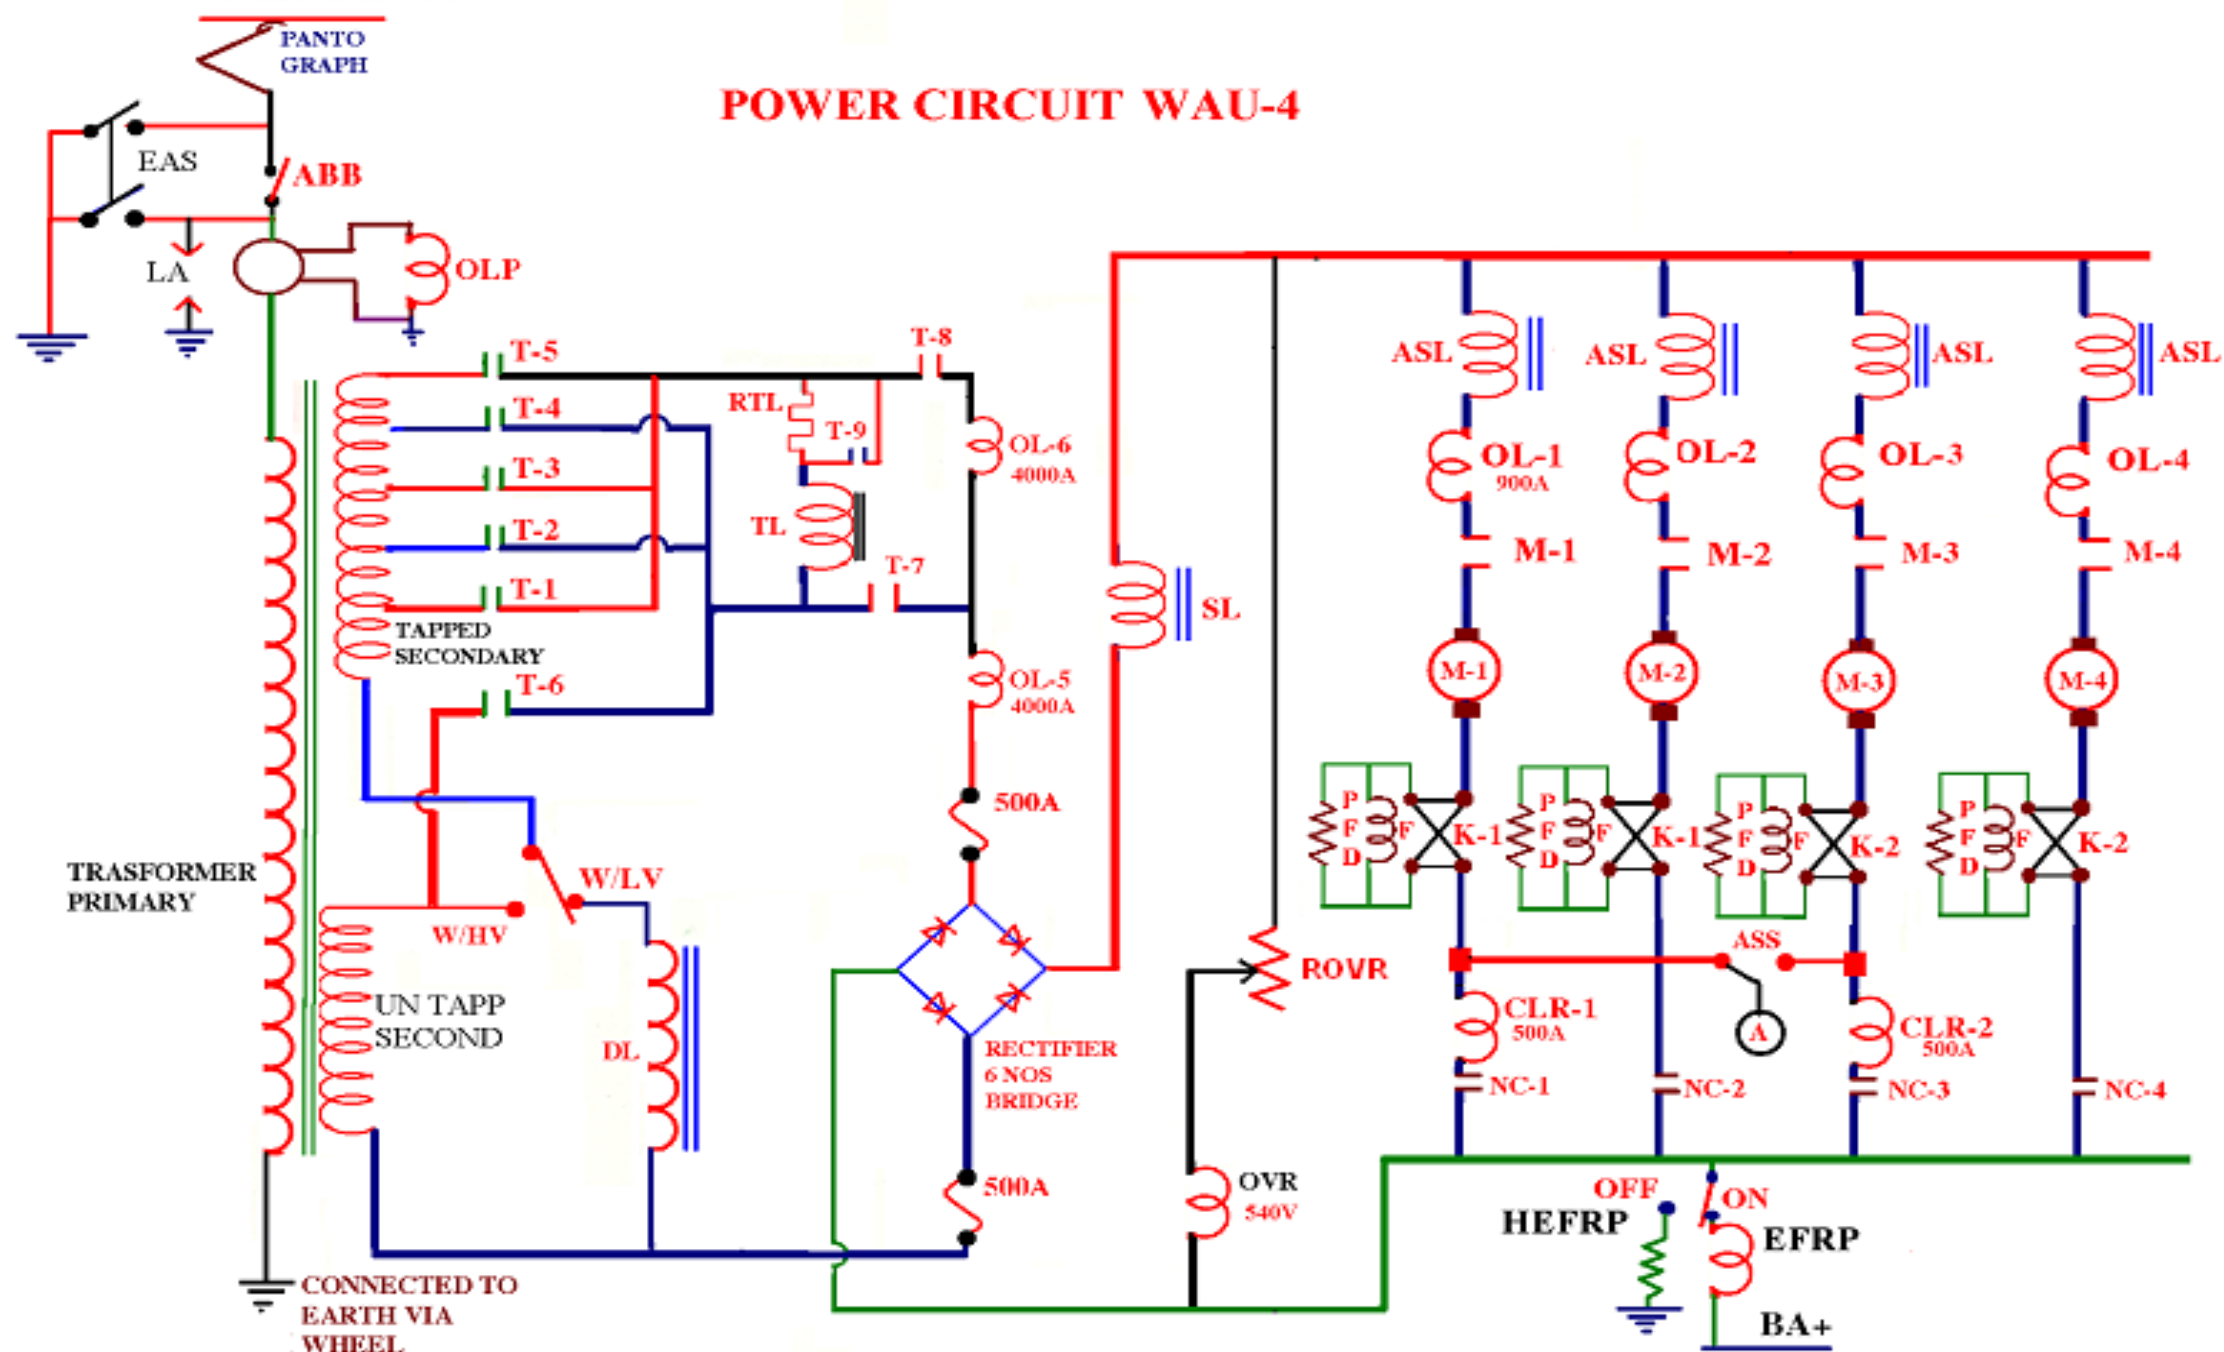 PANTO
GRAPH
POWER CIRCUIT WAU-4
EAS
ABB
LA
OLP
T-5
T-8
ASL
ASL
ASL
ASL
RTL
T-4
T-9
OL-6
4000A
OL-1
900A
OL-2
OL-3
OL-4
T-3
TL
T-2
M-1
M-2
M-3
M-4
T-7
T-1
SL
TAPPED
SECONDARY
T-6
OL-5
4000A
M-1
M-2
M-3
M-4
500A
P
F
D
F
K-1
P
F
D
F
K-1
P
F
D
F
K-2
P
F
D
F
K-2
TRASFORMER
PRIMARY
W/LV
W/HV
ASS
ROVR
UN TAPP
SECOND
DL
CLR-1
500A
A
CLR-2
500A
RECTIFIER
6 NOS
BRIDGE
NC-1
NC-2
NC-3
NC-4
500A
OVR
540V
OFF
ON
HEFRP
EFRP
CONNECTED TO
EARTH VIA
WHEEL
BA+